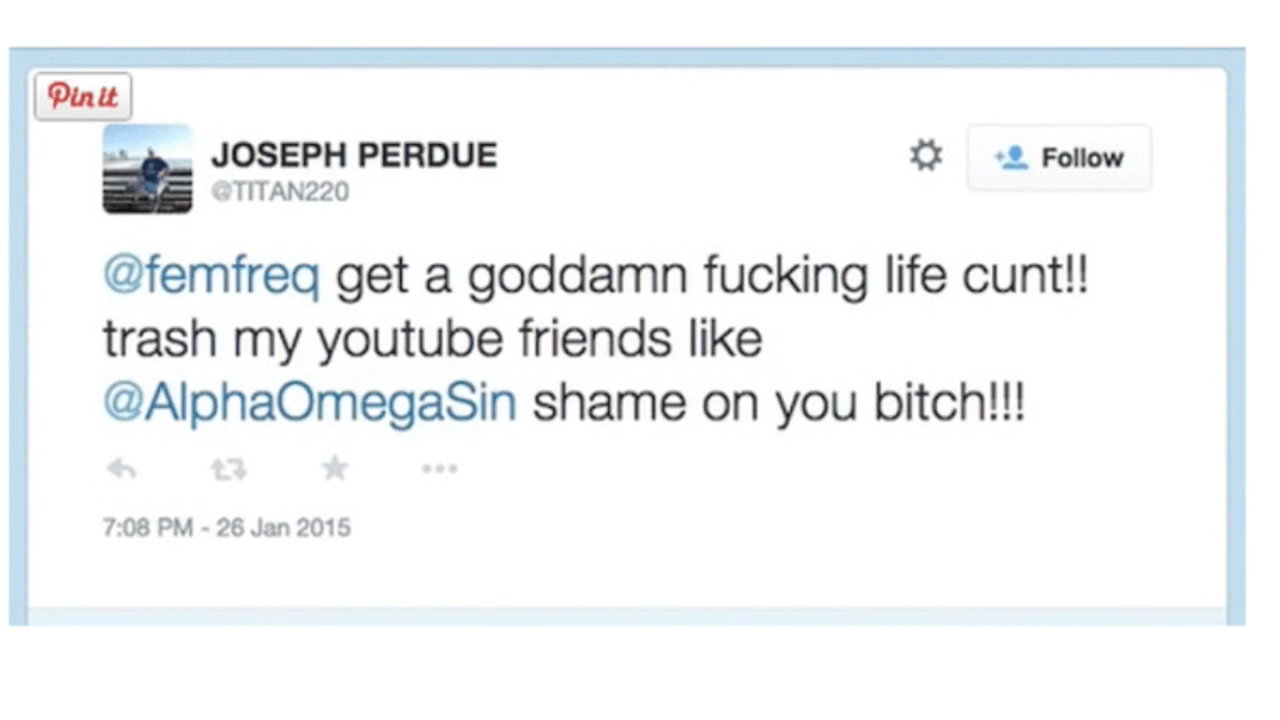 Pin it
JOSEPH PERDUE
@TITAN220
Follow
@femfreq get a goddamn fucking life cunt!!
trash my youtube friends like
@AlphaOmegaSin shame on you bitch!!!
7:08 PM - 26 Jan 2015